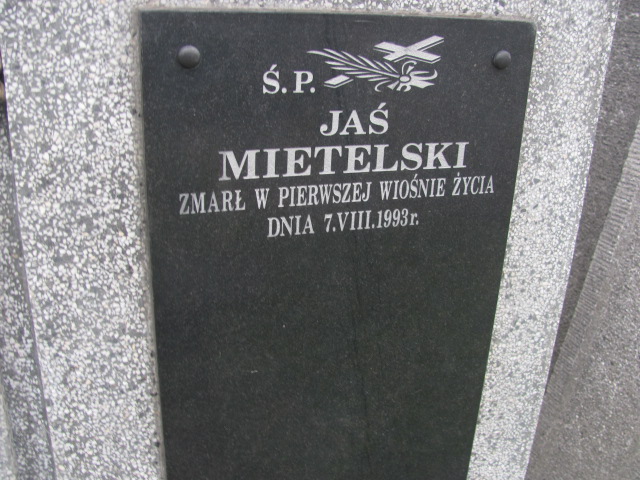 Ś.P.
JAŚ
MIETELSKI
ZMARŁ W PIERWSZEJ WIOŚNIE ŻYCIA
DNIA 7.VIII.1993r.